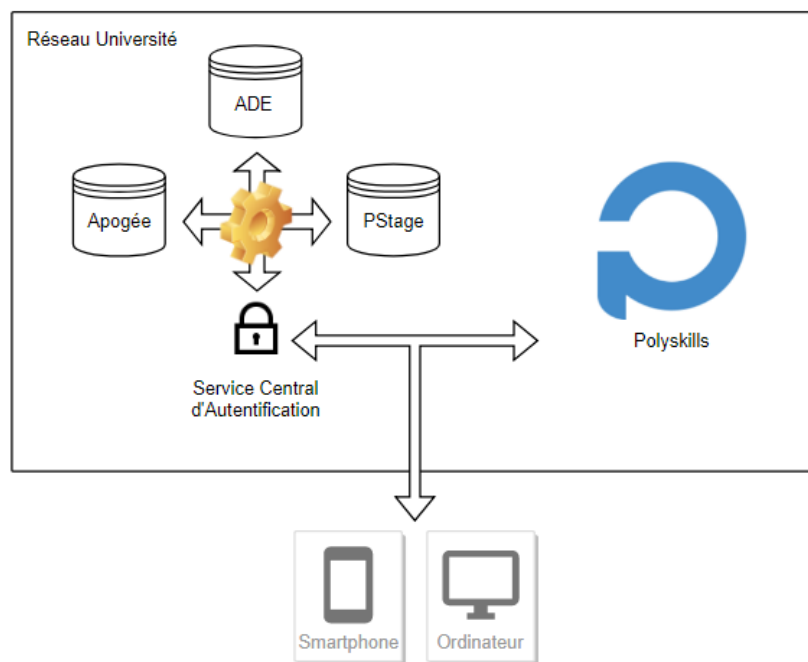 Réseau Université
ADE
Apogée
PStage
Polyskills
Service Central
d'Autentification
Smartphone
Ordinateur